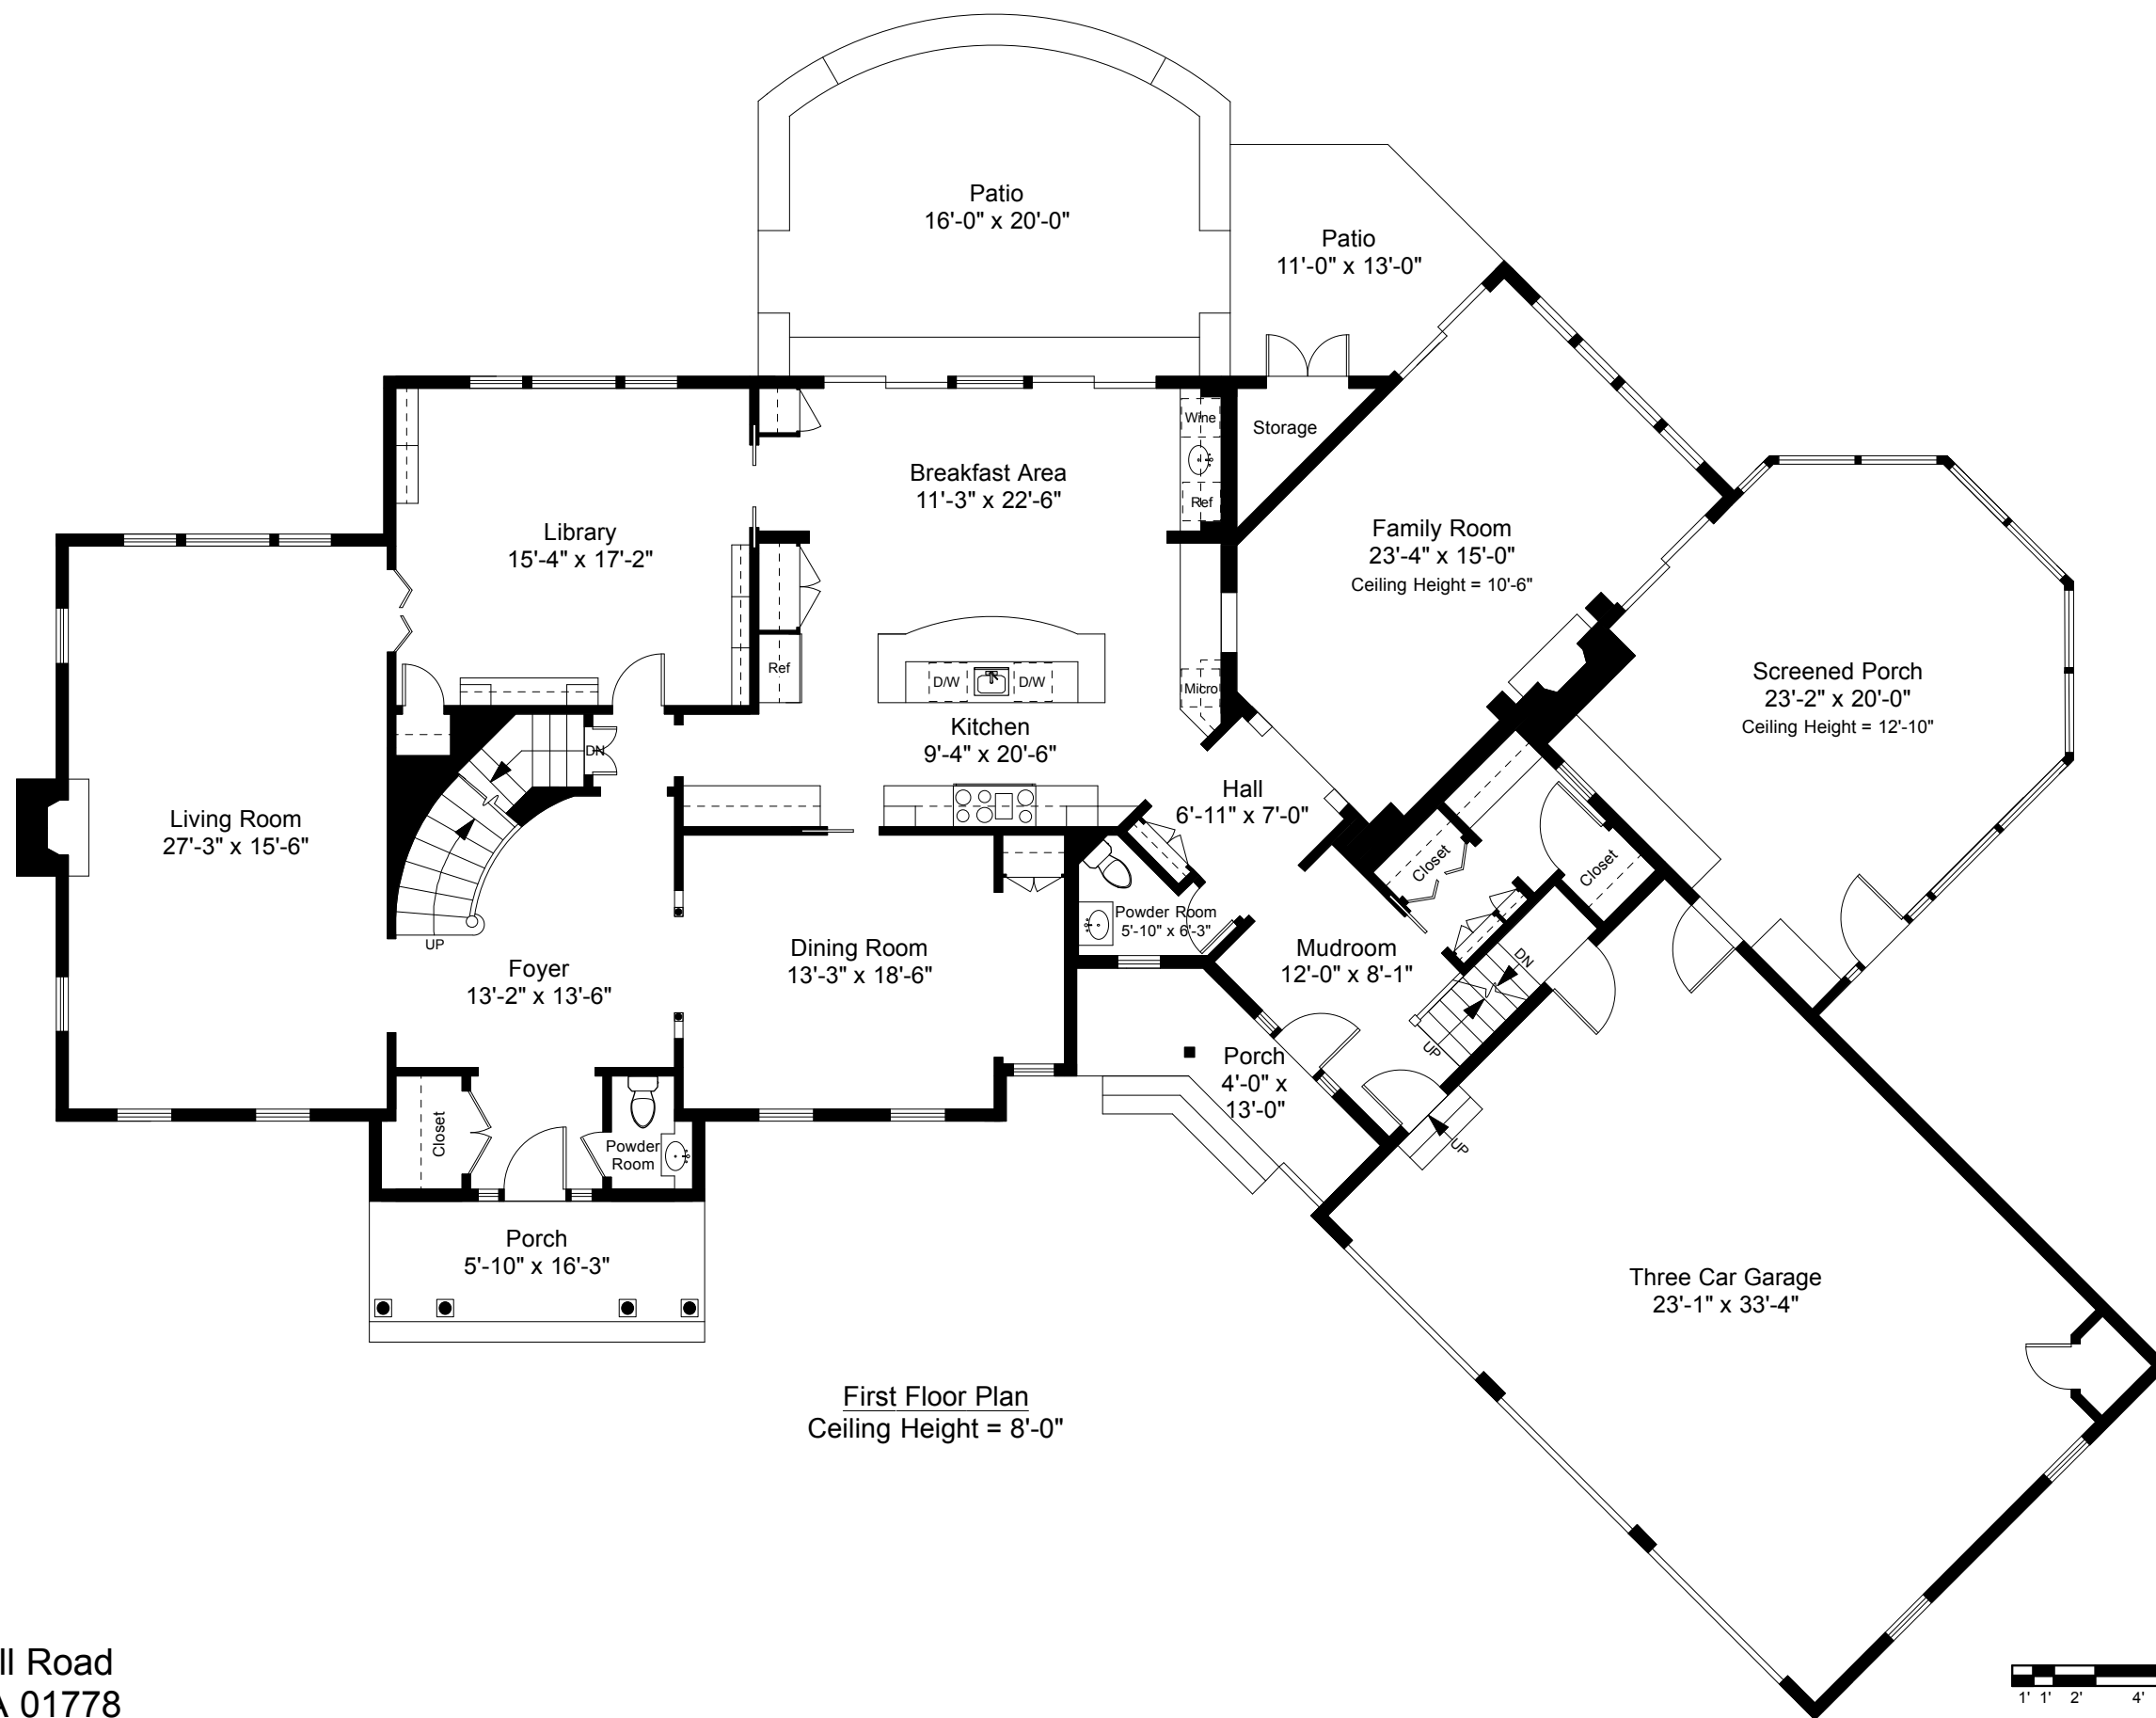 Patio
16'-0" x 20'-0"
Patio
11'-0" x 13'-0"
Wine
Storage
Ref
Breakfast Area
11'-3" x 22'-6"
Library
15'-4" x 17'-2"
Family Room
23'-4" x 15'-0"
Ceiling Height = 10'-6"
Ref
D/W
D/W
Micro
Screened Porch
23'-2" x 20'-0"
Ceiling Height = 12'-10"
Kitchen
9'-4" x 20'-6"
DN
Hall
6'-11" x 7'-0"
Living Room
27'-3" x 15'-6"
Closet
Closet
Powder Room
5'-10" x 6'-3"
UP
Dining Room
13'-3" x 18'-6"
Mudroom
12'-0" x 8'-1"
DN
Foyer
13'-2" x 13'-6"
UP
Porch
4'-0" x
13'-0"
Closet
Powder
Room
UP
Porch
5'-10" x 16'-3"
Three Car Garage
23'-1" x 33'-4"
First Floor Plan
Ceiling Height = 8'-0"
ll Road
A 01778
1' 1' 2' 4'